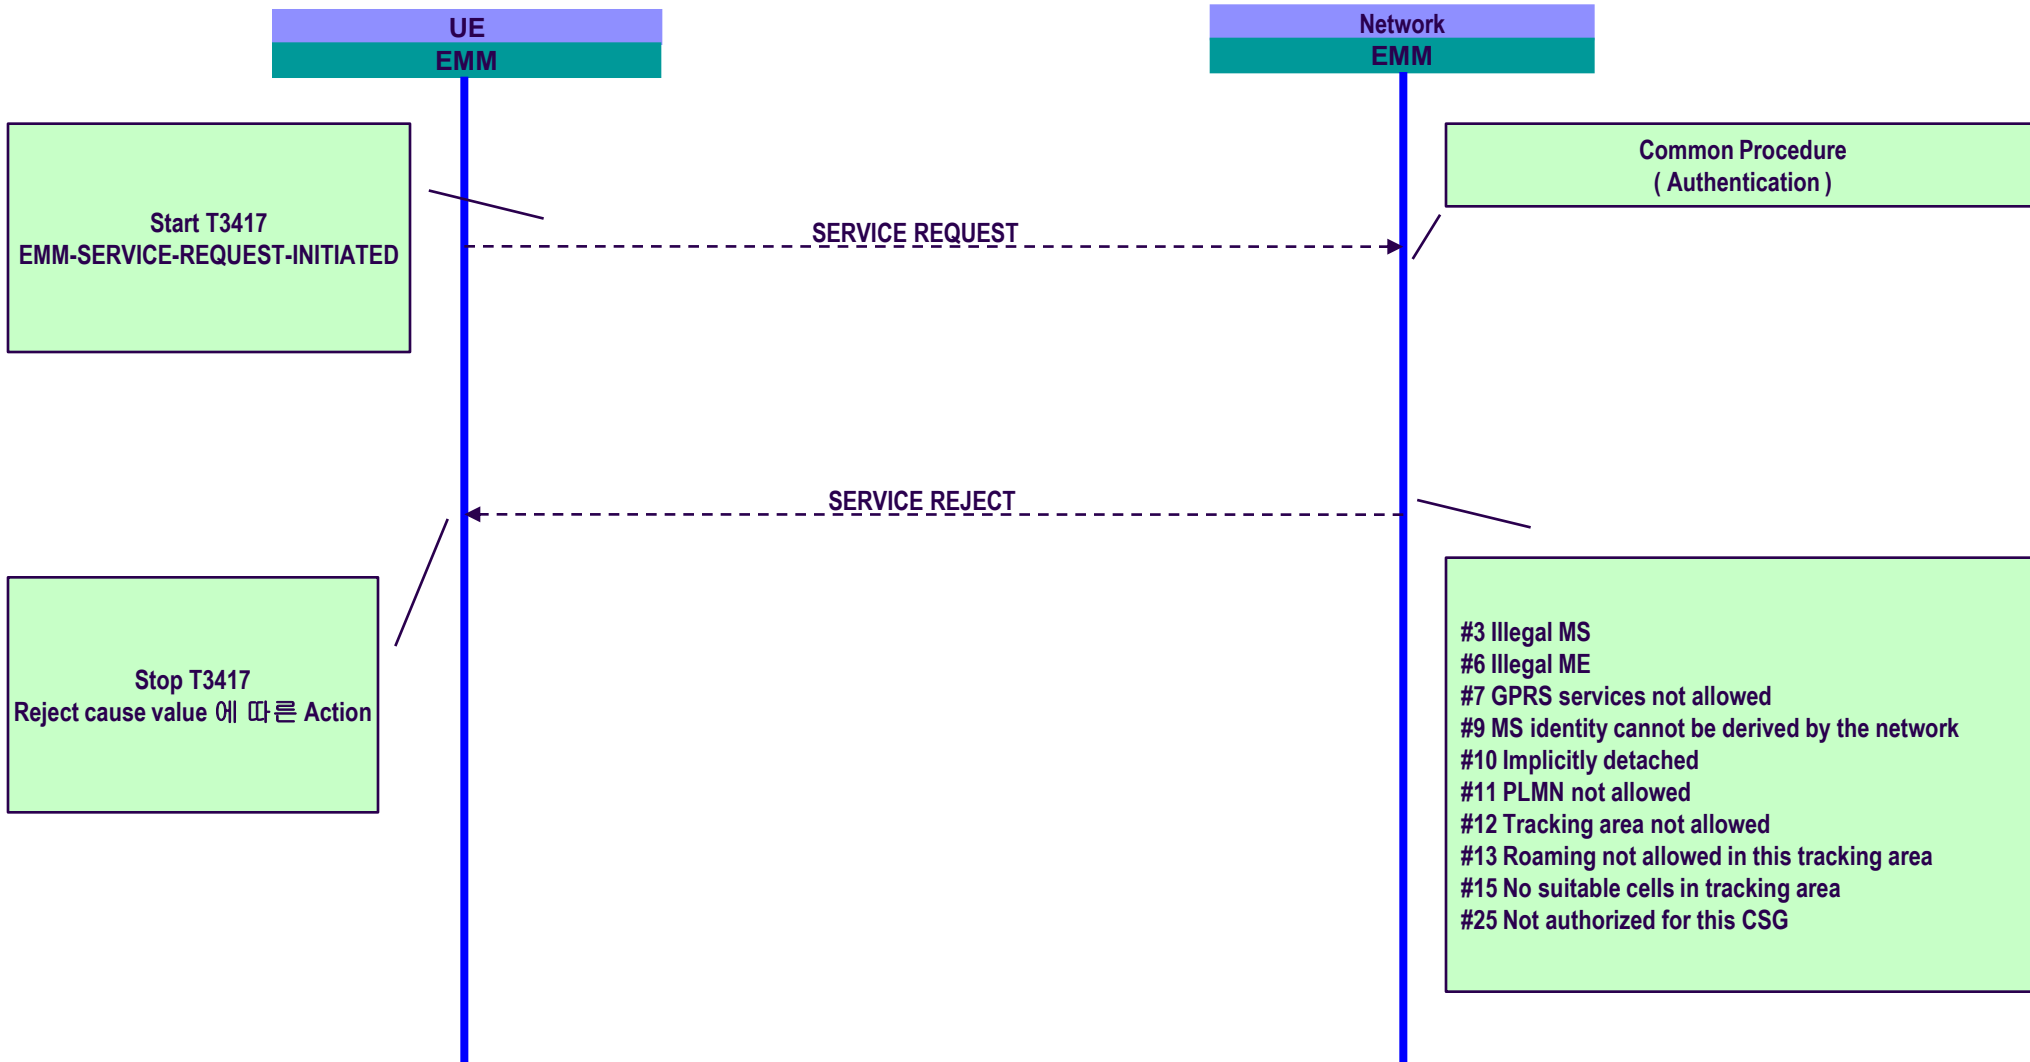 UE
EMM
Network
EMM
Start T3417
EMM-SERVICE-REQUEST-INITIATED
Common Procedure
( Authentication )
SERVICE REQUEST
SERVICE REJECT
Stop T3417
Reject cause value 에 따른 Action
#3 Illegal MS
#6 Illegal ME
#7 GPRS services not allowed
#9 MS identity cannot be derived by the network
#10 Implicitly detached
#11 PLMN not allowed
#12 Tracking area not allowed
#13 Roaming not allowed in this tracking area
#15 No suitable cells in tracking area
#25 Not authorized for this CSG